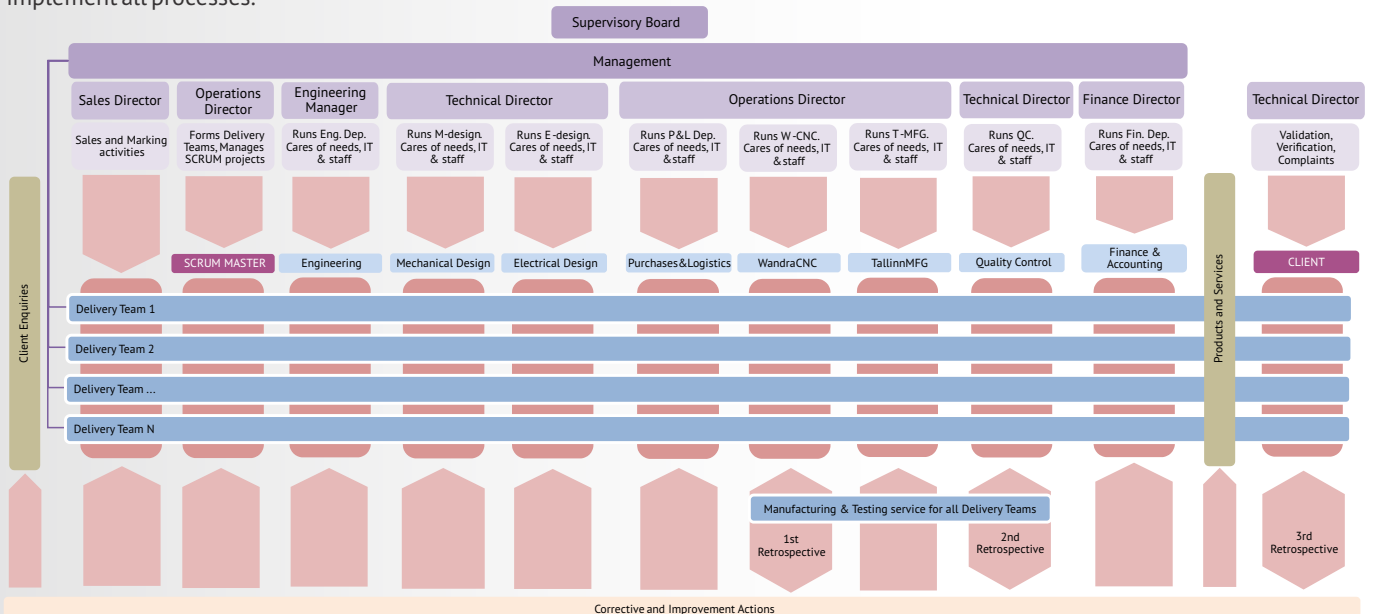 implement all processes.
Supervisory Board
Management
Sales Director
Operations
Director
Engineering
Manager
Technical Director
Operations Director
Technical Director
Finance Director
Technical Director
Sales and Marking
activities
Forms Delivery
Teams, Manages
SCRUM projects
Runs Eng. Dep.
Cares of needs, IT
& staff
Runs M-design.
Cares of needs, IT
& staff
Runs E-design.
Cares of needs, IT
& staff
Runs P&L Dep.
Cares of needs, IT
&staff
Runs W-CNC.
Cares of needs, IT
&staff
Runs T-MFG.
Cares of needs, IT
& staff
Runs QC.
Cares of needs, IT
& staff
Runs Fin. Dep.
Cares of needs, IT
& staff
Validation,
Verification,
Complaints
SCRUM MASTER
Engineering
Mechanical Design
Electrical Design
Purchases&Logistics
WandraCNC
TallinnMFG
Quality Control
Finance &
Accounting
CLIENT
Client Enquiries
Products and Services
Delivery Team 1
Delivery Team 2
Delivery Team ...
Delivery Team N
Manufacturing & Testing service for all Delivery Teams
1st
Retrospective
2nd
Retrospective
3rd
Retrospective
Corrective and Improvement Actions